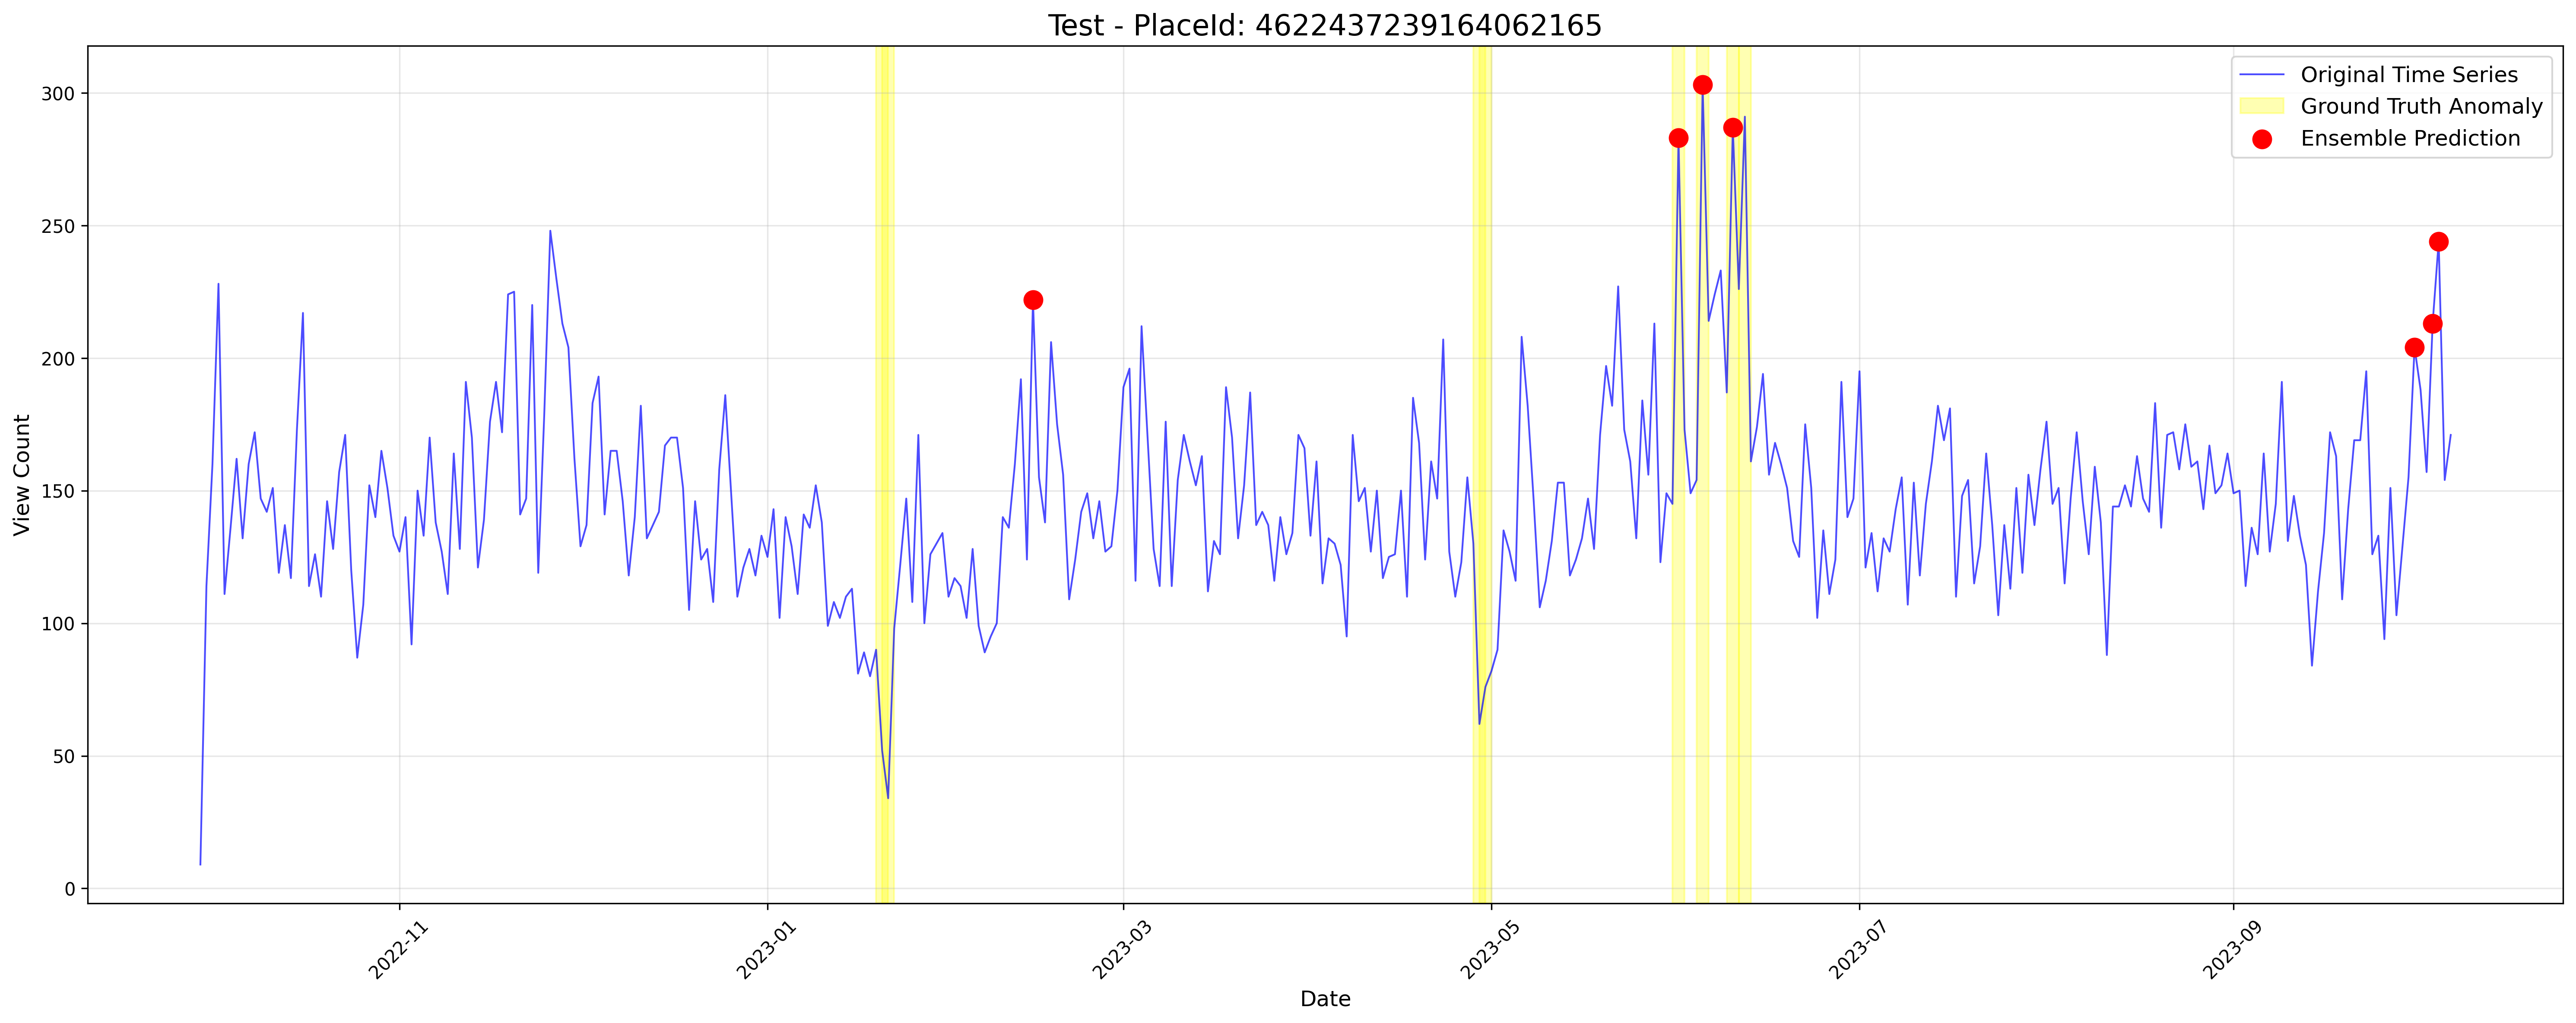 Test - PlaceId: 4622437239164062165
Original Time Series
Ground Truth Anomaly
Ensemble Prediction
View Count
300
250
200
150
100
50
0
2022-11
2023-01
2023-03
2023-05
2023-07
2023-09
Date